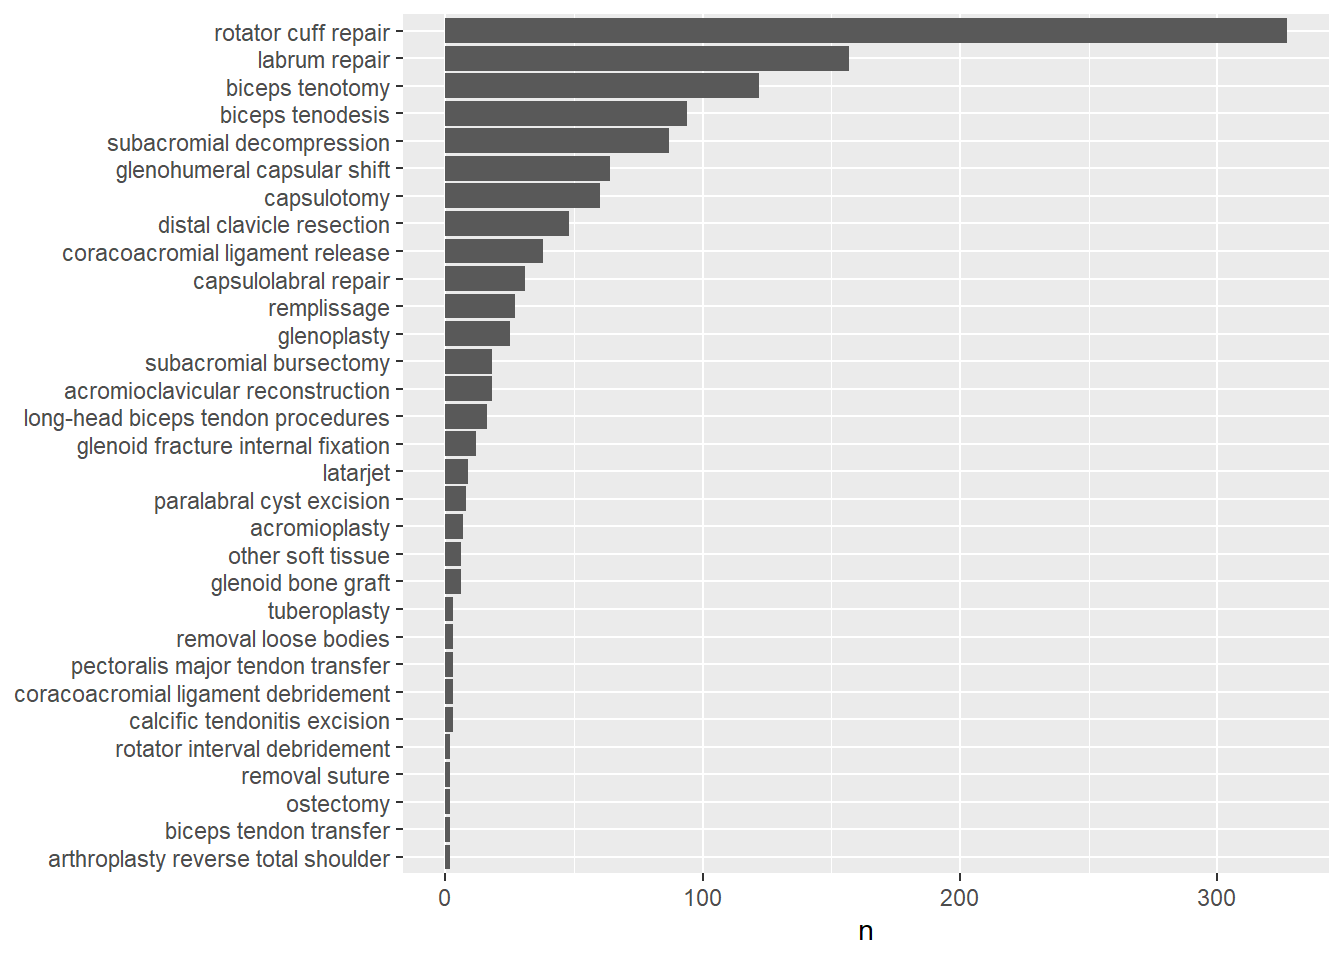 rotator cuff repair
labrum repair
biceps tenotomy
biceps tenodesis
subacromial decompression
glenohumeral capsular shift
capsulotomy
distal clavicle resection
coracoacromial ligament release
capsulolabral repair
remplissage
glenoplasty
subacromial bursectomy
acromioclavicular reconstruction
long-head biceps tendon procedures
glenoid fracture internal fixation
latarjet
paralabral cyst excision
acromioplasty
other soft tissue
glenoid bone graft
tuberoplasty
removal loose bodies
pectoralis major tendon transfer
coracoacromial ligament debridement
calcific tendonitis excision
rotator interval debridement
removal suture
ostectomy
biceps tendon transfer
arthroplasty reverse total shoulder
0 100 200 300
n